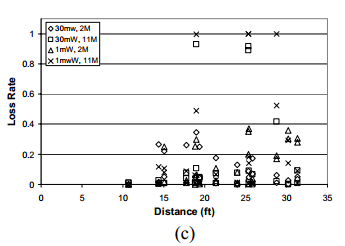 1
0.8
0.6
0.4
0.2
0
Loss Rate
30mw, 2M
30mW, 11M
1mW, 2M
1mwW, 11M
0 5 10 15 20 25 30 35
Distance (ft)
(c)